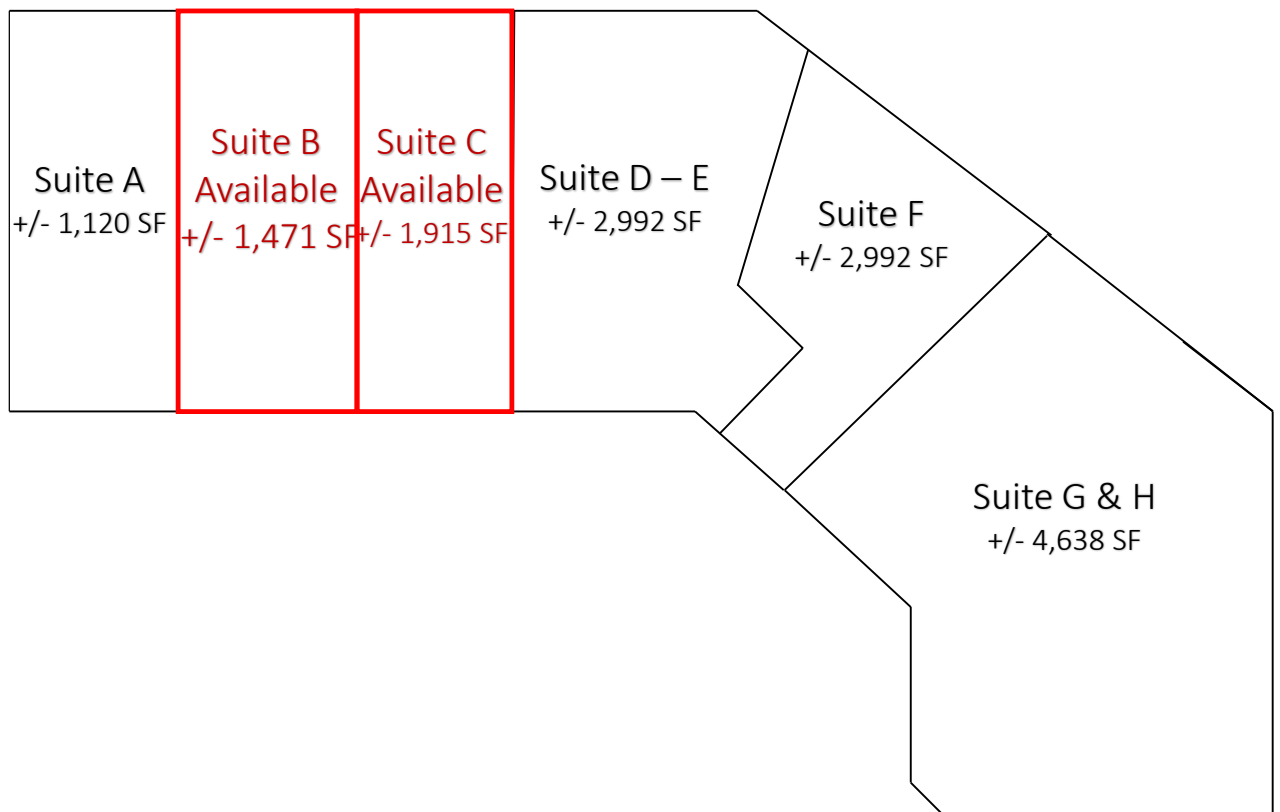 Suite A
+/- 1,120 SF
Suite B
Available
+/- 1,471 SF
Suite C
Available
+/- 1,915 SF
Suite D – E
+/- 2,992 SF
Suite F
+/- 2,992 SF
Suite G & H
+/- 4,638 SF